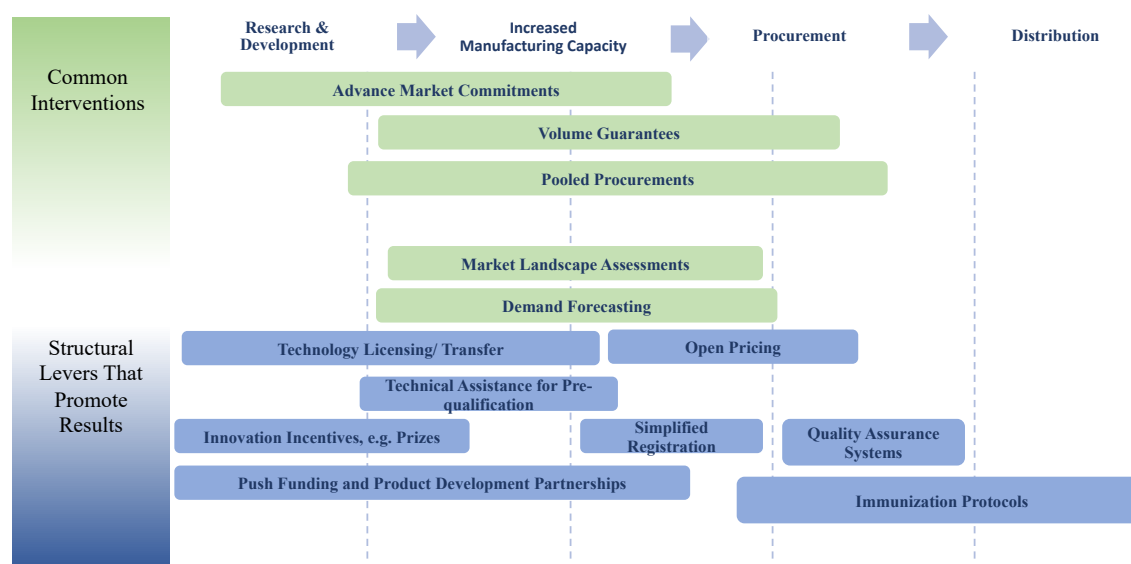 Research &
Development
Increased
Manufacturing Capacity
Procurement
Distribution
Common
Interventions
Advance Market Commitments
Volume Guarantees
Pooled Procurements
Market Landscape Assessments
Demand Forecasting
Structural
Levers That
Promote
Results
Technology Licensing/ Transfer
Open Pricing
Technical Assistance for Pre-
qualification
Innovation Incentives, e.g. Prizes
Simplified
Registration
Quality Assurance
Systems
Push Funding and Product Development Partnerships
Immunization Protocols